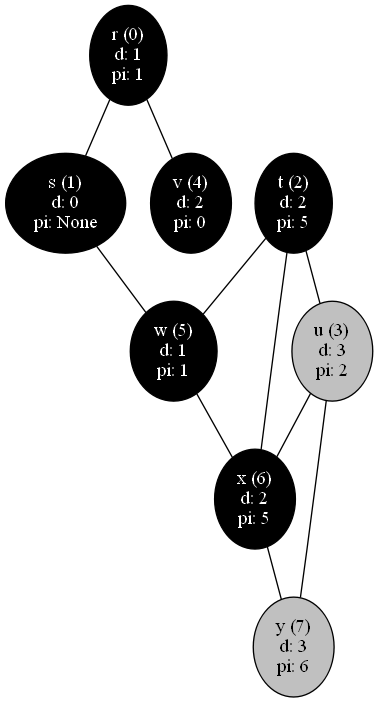 r (0)
d: 1
pi: 1
s (1)
d: 0
pi: None
v (4)
d: 2
pi: 0
t (2)
d: 2
pi: 5
w (5)
d: 1
pi: 1
u (3)
d: 3
pi: 2
x (6)
d: 2
pi: 5
y (7)
d: 3
pi: 6